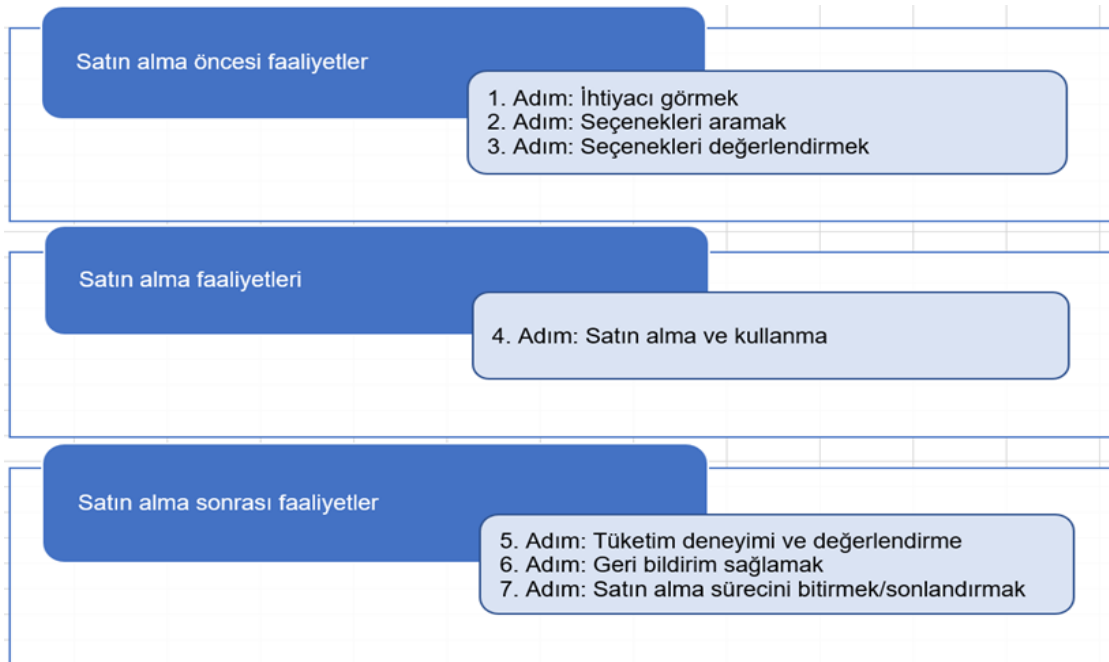 Satın alma öncesi faaliyetler
1. Adım: İhtiyacı görmek
2. Adım: Seçenekleri aramak
3. Adım: Seçenekleri değerlendirmek
Satın alma faaliyetleri
4. Adım: Satın alma ve kullanma
Satın alma sonrası faaliyetler
5. Adım: Tüketim deneyimi ve değerlendirme
6. Adım: Geri bildirim sağlamak
7. Adım: Satın alma sürecini bitirmek/sonlandırmak